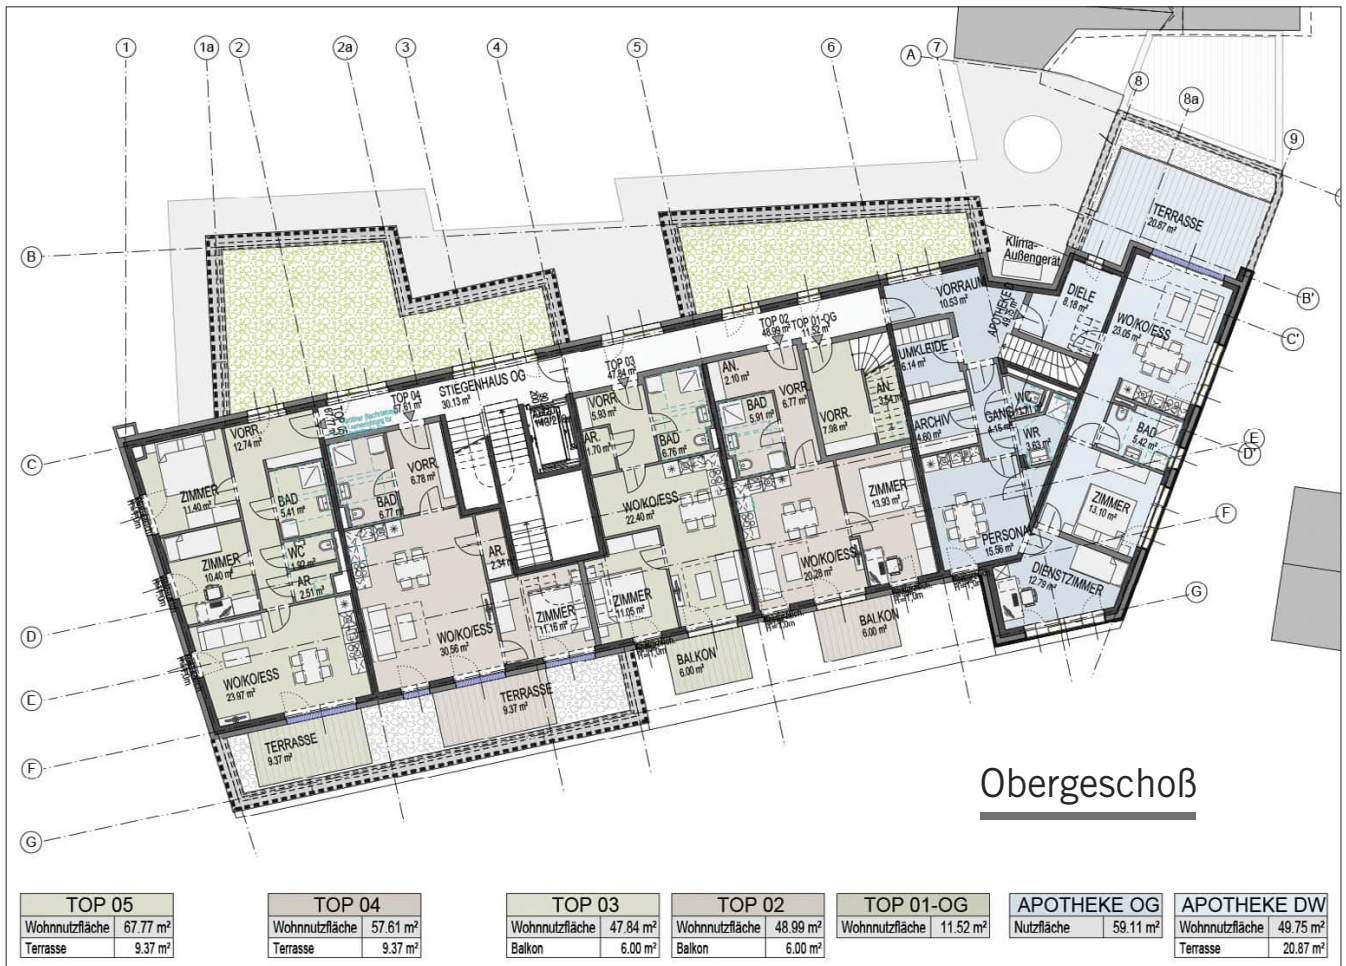 1
1a
2
2a
3
4
5
6
7
A
8
8a
9
B
C
D
E
F
G
B'
C'
E
D'
F
G
TERRASSE
20.87 m²
Klima-
Außengerät
VORRAUM
10.53 m²
DIELE
8.18 m²
WO/KO/ESS
23.05 m²
TOP 02
48.99 m²
TOP 01-OG
11.52 m²
TOP 03
47.84 m²
STIEGENHAUS OG
30.13 m²
TOP 04
57.61 m²
TOP 05
67.77 m²
UMKLEIDE
6.14 m²
AN.
2.10 m²
VORR.
6.77 m²
AN.
3.54 m²
VORR.
7.98 m²
BAD
5.91 m²
ARCHIV
4.60 m²
GANG
4.15 m²
WC
WR
3.63 m²
BAD
5.42 m²
VORR.
5.93 m²
AR.
1.70 m²
BAD
6.76 m²
VORR.
12.74 m²
VORR.
6.78 m²
ZIMMER
11.40 m²
BAD
5.41 m²
BAD
6.77 m²
WO/KO/ESS
22.40 m²
ZIMMER
13.93 m²
ZIMMER
13.10 m²
PERSONAL
15.56 m²
DIENSTZIMMER
12.79 m²
WC
1.92 m²
ZIMMER
10.40 m²
AR.
2.51 m²
AR.
2.34 m²
WO/KO/ESS
20.28 m²
ZIMMER
11.16 m²
ZIMMER
11.05 m²
WO/KO/ESS
30.56 m²
WO/KO/ESS
23.97 m²
BALKON
6.00 m²
BALKON
6.00 m²
TERRASSE
9.37 m²
TERRASSE
9.37 m²
Obergeschoß
TOP 05
Wohnnutzfläche 67.77 m²
Terrasse 9.37 m²
TOP 04
Wohnnutzfläche 57.61 m²
Terrasse 9.37 m²
TOP 03
Wohnnutzfläche 47.84 m²
Balkon 6.00 m²
TOP 02
Wohnnutzfläche 48.99 m²
Balkon 6.00 m²
TOP 01-OG
Wohnnutzfläche 11.52 m²
APOTHEKE OG
Nutzfläche 59.11 m²
APOTHEKE DW
Wohnnutzfläche 49.75 m²
Terrasse 20.87 m²